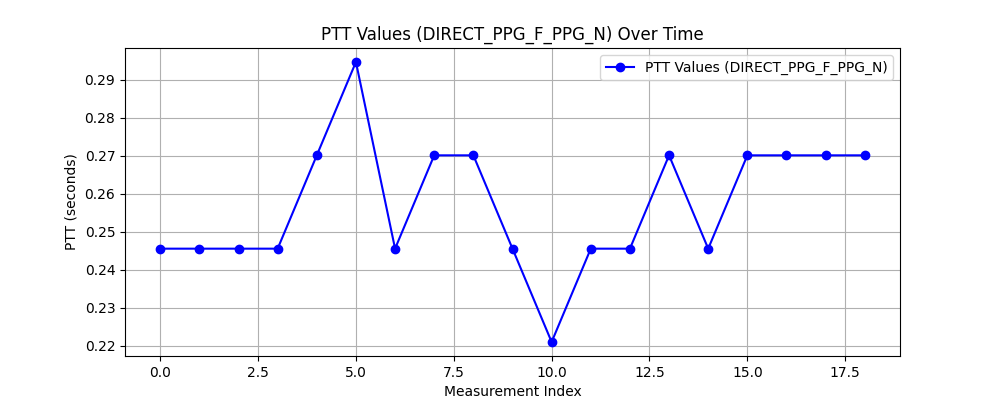 PTT Values (DIRECT_PPG_F_PPG_N) Over Time
PTT Values (DIRECT_PPG_F_PPG_N)
PTT (seconds)
0.29
0.28
0.27
0.26
0.25
0.24
0.23
0.22
0.0 2.5 5.0 7.5 10.0 12.5 15.0 17.5
Measurement Index